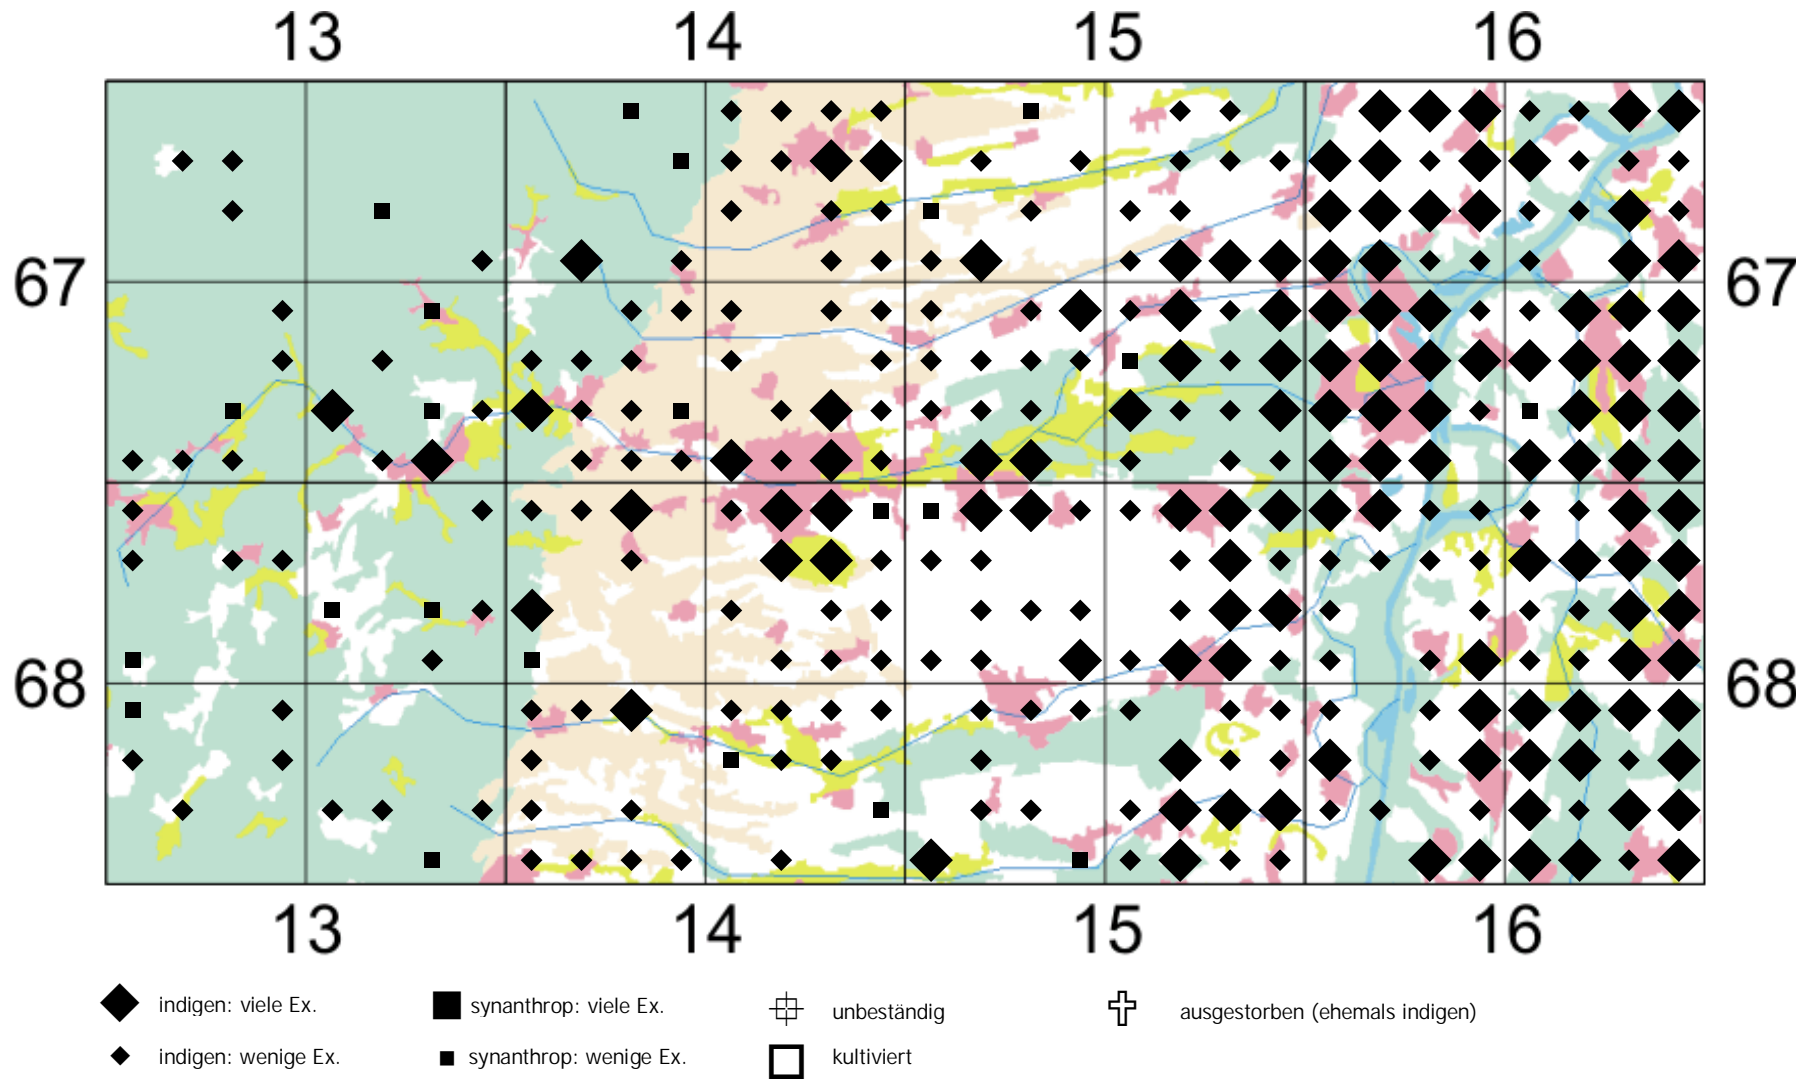 13 14 15 16
67 67
68 68
13 14 15 16
indigen: viele Ex. synanthrop: viele Ex. unbeständig ausgestorben (ehemals indigen)
indigen: wenige Ex. synanthrop: wenige Ex. kultiviert